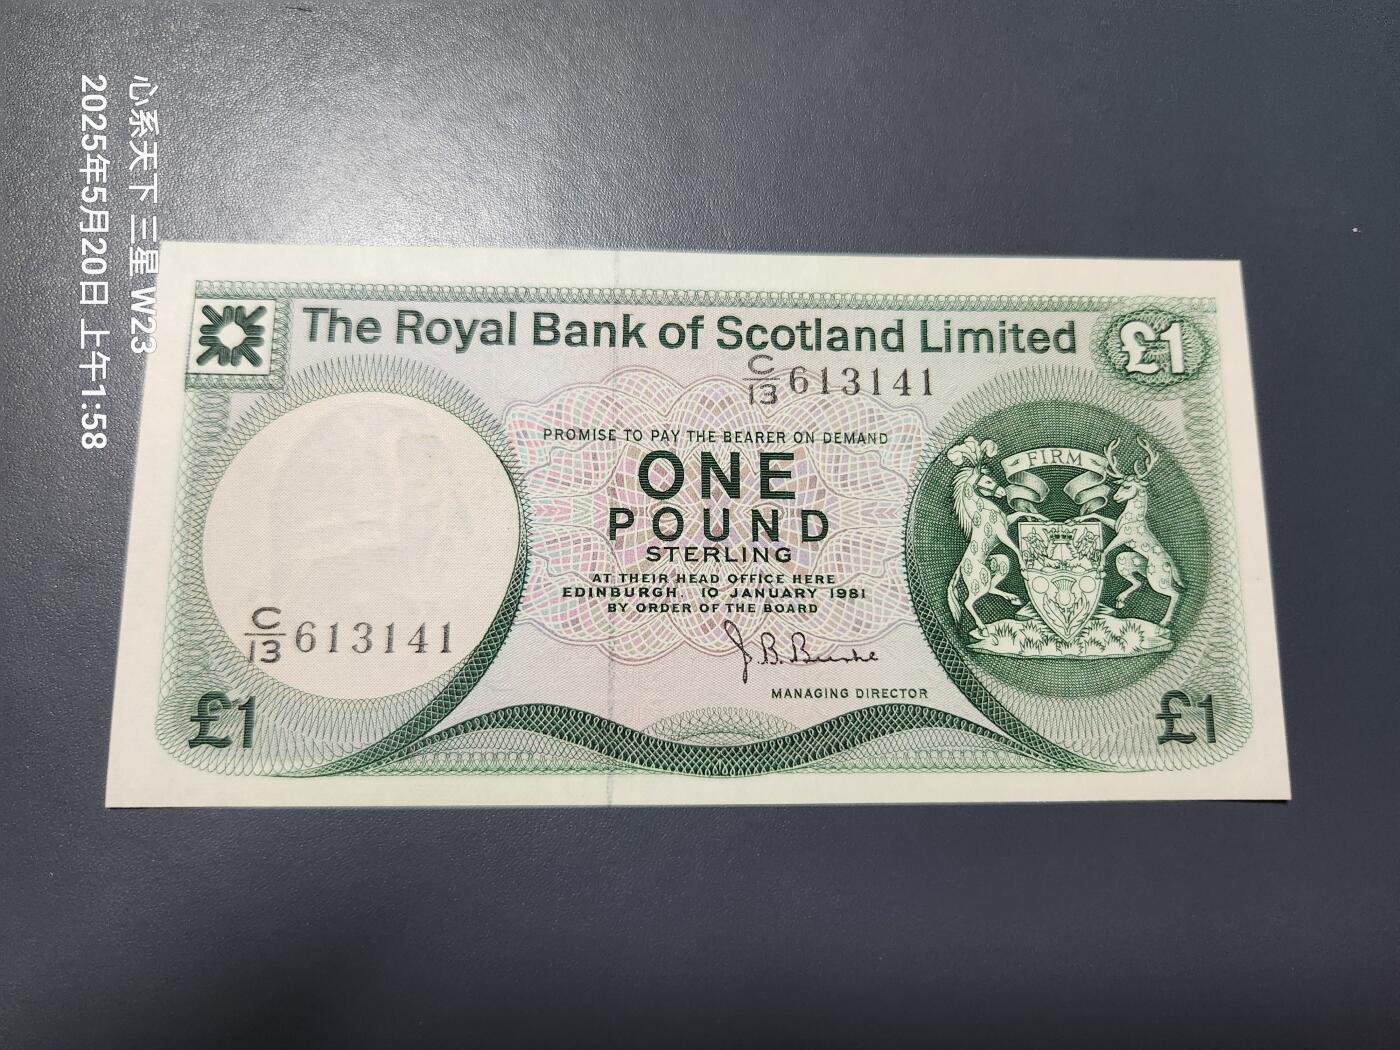 心系天下 三星 W23
2025年5月20日 上午1:58
The Royal Bank of Scotland Limited
£1
C/13 613141
PROMISE TO PAY THE BEARER ON DEMAND
ONE
POUND
STERLING
AT THEIR HEAD OFFICE HERE
EDINBURGH, 10 JANUARY 1981
BY ORDER OF THE BOARD
J. B. Burke
MANAGING DIRECTOR
FIRM
C/13 613141
£1
£1